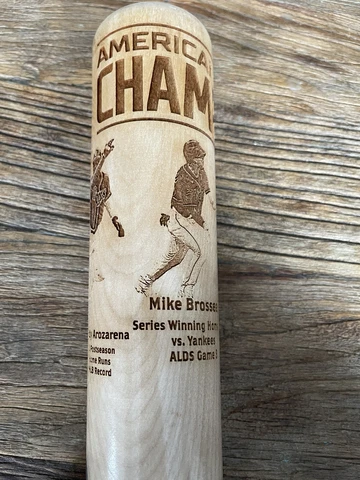 AMERICA
CHAM
Mike Brosse
Series Winning Hom
vs. Yankees
ALDS Game
Arozarena
Postseason
Runs
Record